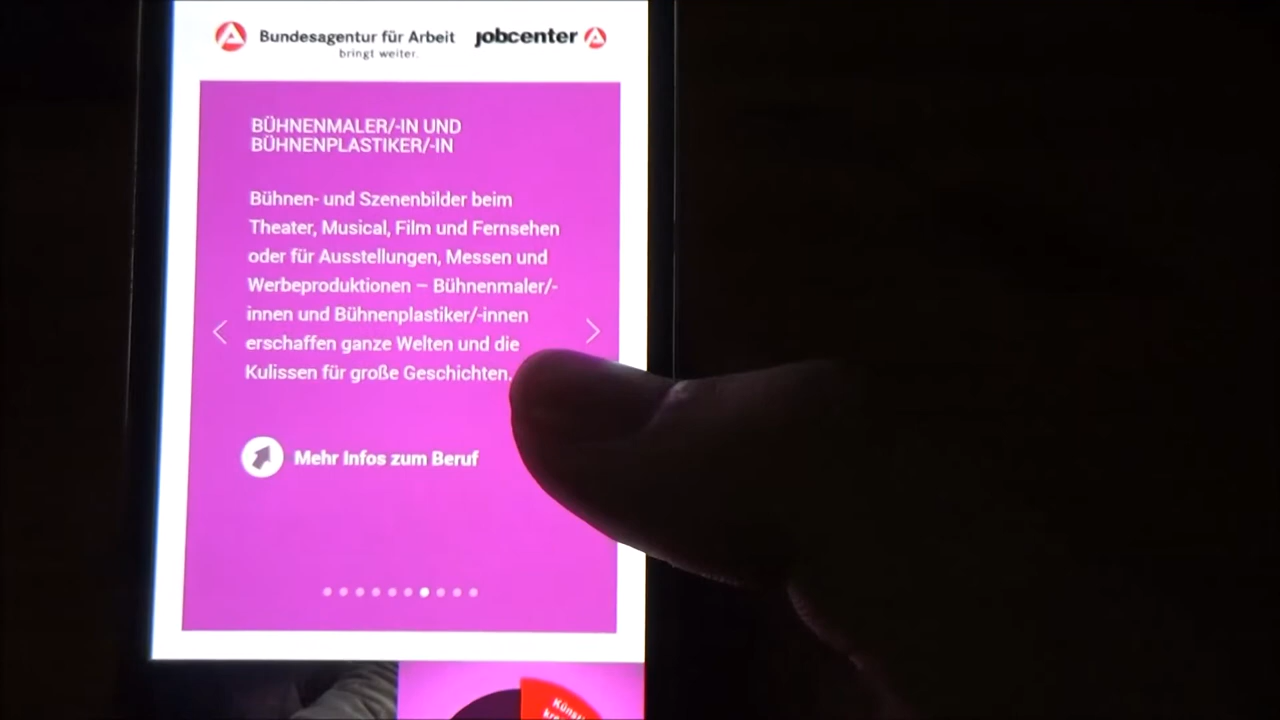 Bundesagentur für Arbeit
bringt weiter.
jobcenter
BÜHNENMALER/-IN UND
BÜHNENPLASTIKER/-IN
Bühnen- und Szenenbilder beim
Theater, Musical, Film und Fernsehen
oder für Ausstellungen, Messen und
Werbeproduktionen – Bühnenmaler/-
innen und Bühnenplastiker/-innen
erschaffen ganze Welten und die
Kulissen für große Geschichten.
Mehr Infos zum Beruf